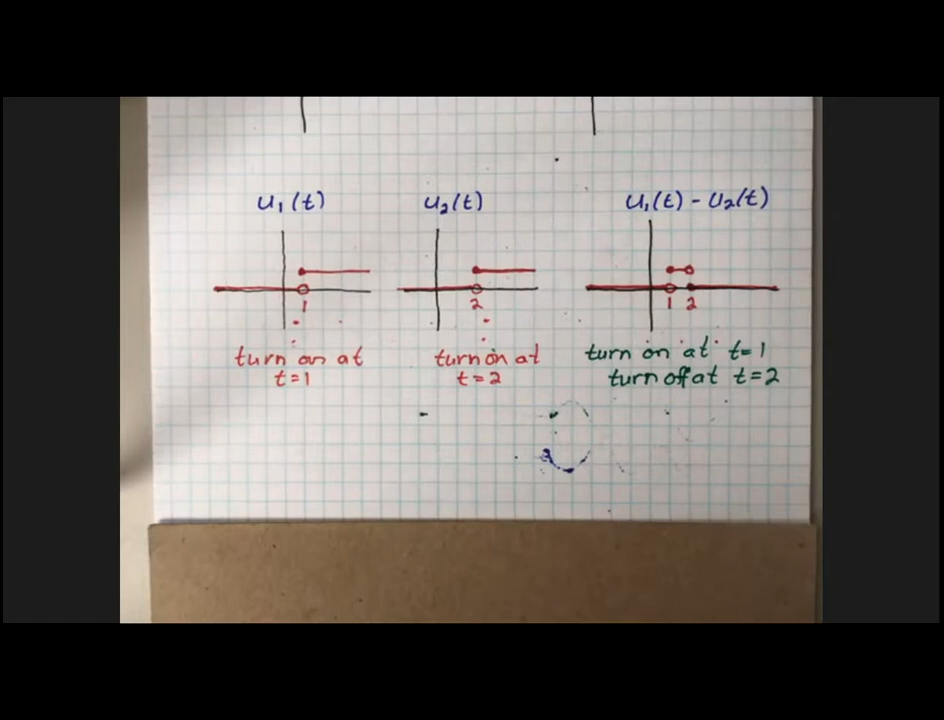 u₁(t)
u₂(t)
u₁(t) - u₂(t)
1
2
1 2
turn on at
t=1
turn on at
t=2
turn on at t=1
turn off at t=2